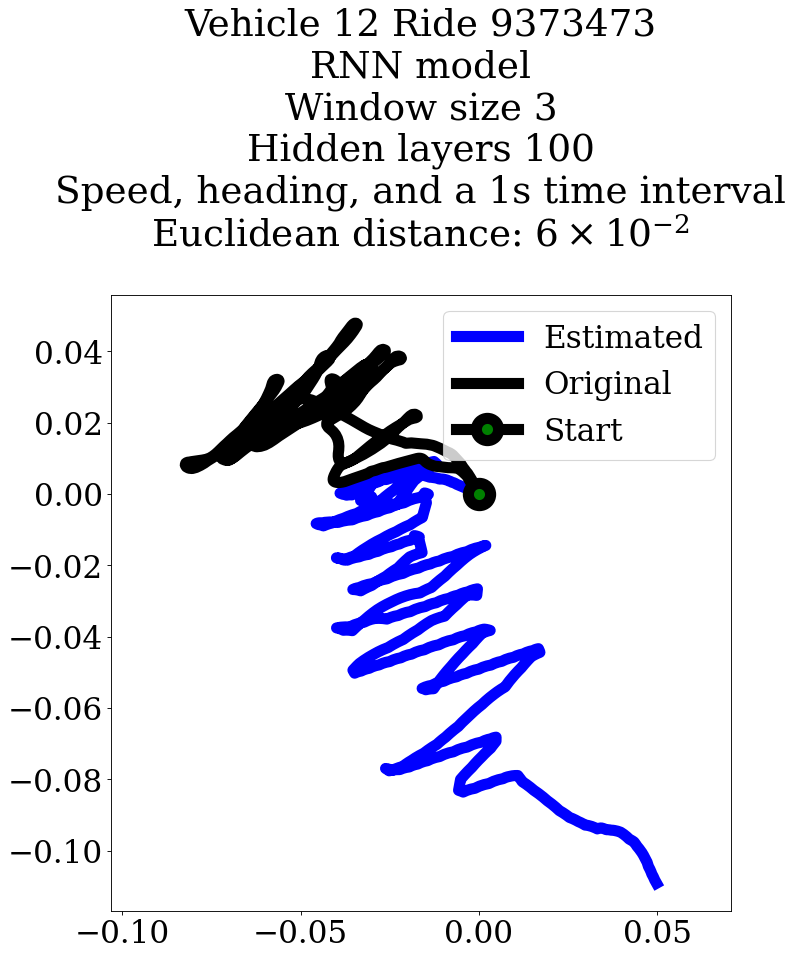 Vehicle 12 Ride 9373473
RNN model
Window size 3
Hidden layers 100
Speed, heading, and a 1s time interval
Euclidean distance: 6 × 10⁻²
Estimated
Original
Start
0.04
0.02
0.00
−0.02
−0.04
−0.06
−0.08
−0.10
−0.10 −0.05 0.00 0.05